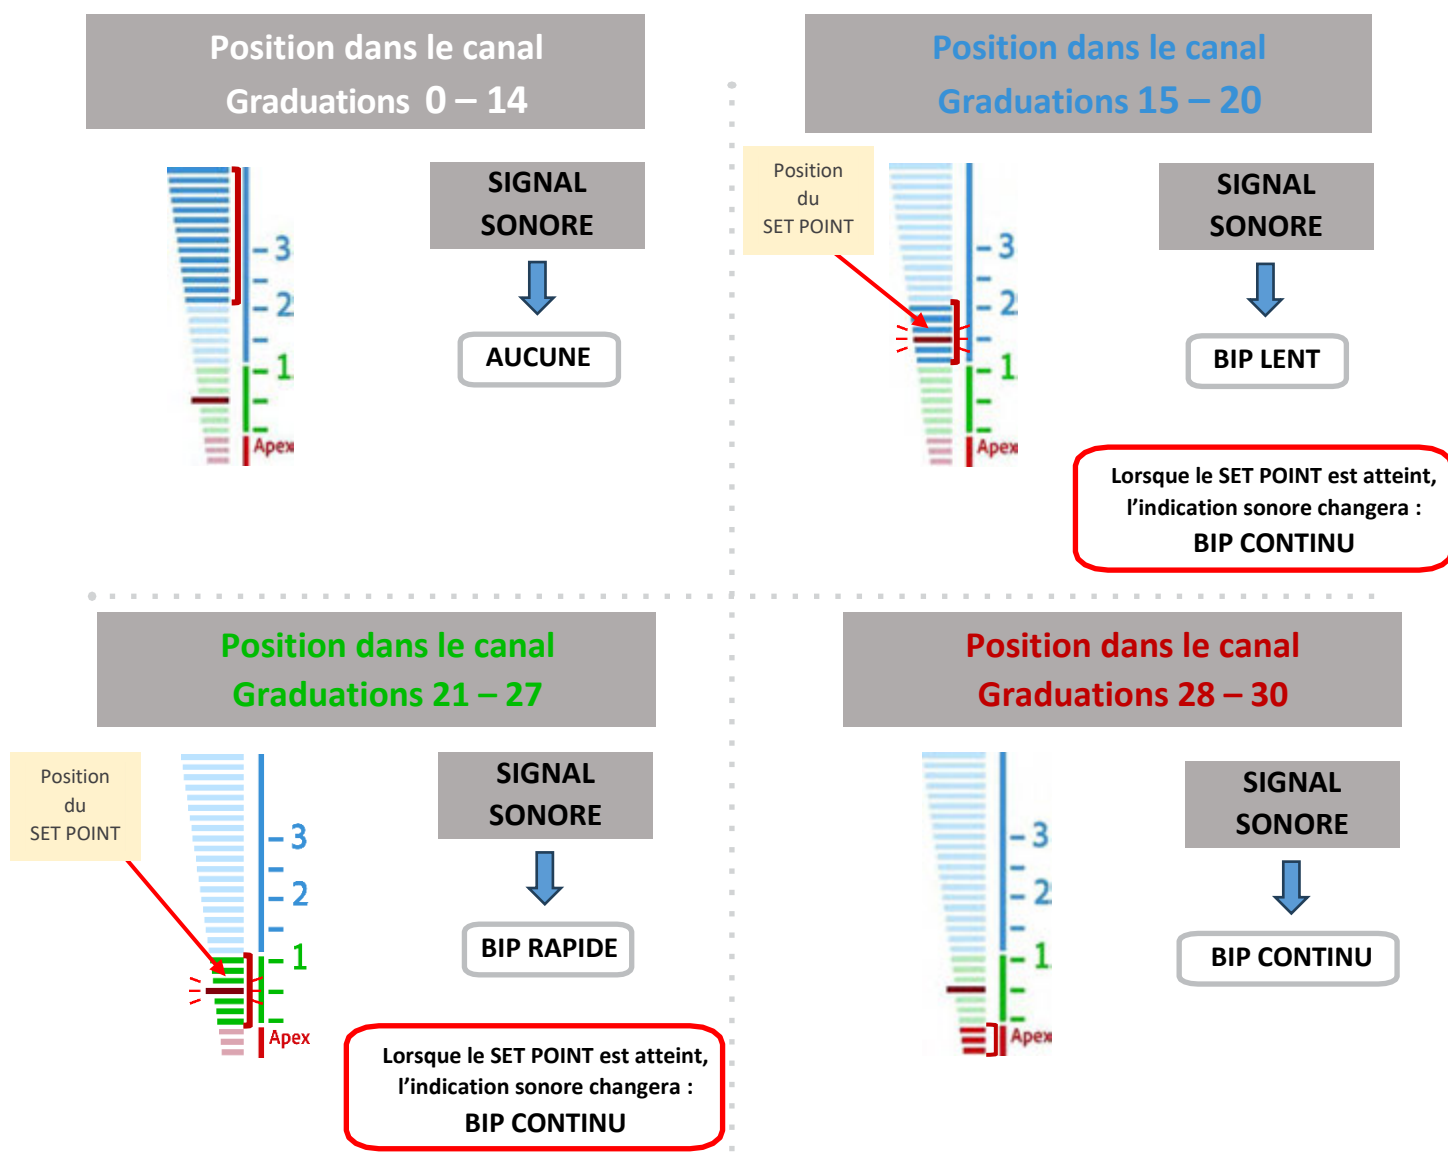 Position dans le canal
Graduations 0 – 14
SIGNAL
SONORE
AUCUNE
3
2
1
Apex
Position dans le canal
Graduations 15 – 20
Position
du
SET POINT
SIGNAL
SONORE
BIP LENT
3
2
1
Apex
Lorsque le SET POINT est atteint,
l’indication sonore changera :
BIP CONTINU
Position dans le canal
Graduations 21 – 27
Position
du
SET POINT
SIGNAL
SONORE
BIP RAPIDE
3
2
1
Apex
Lorsque le SET POINT est atteint,
l’indication sonore changera :
BIP CONTINU
Position dans le canal
Graduations 28 – 30
SIGNAL
SONORE
BIP CONTINU
3
2
1
Apex